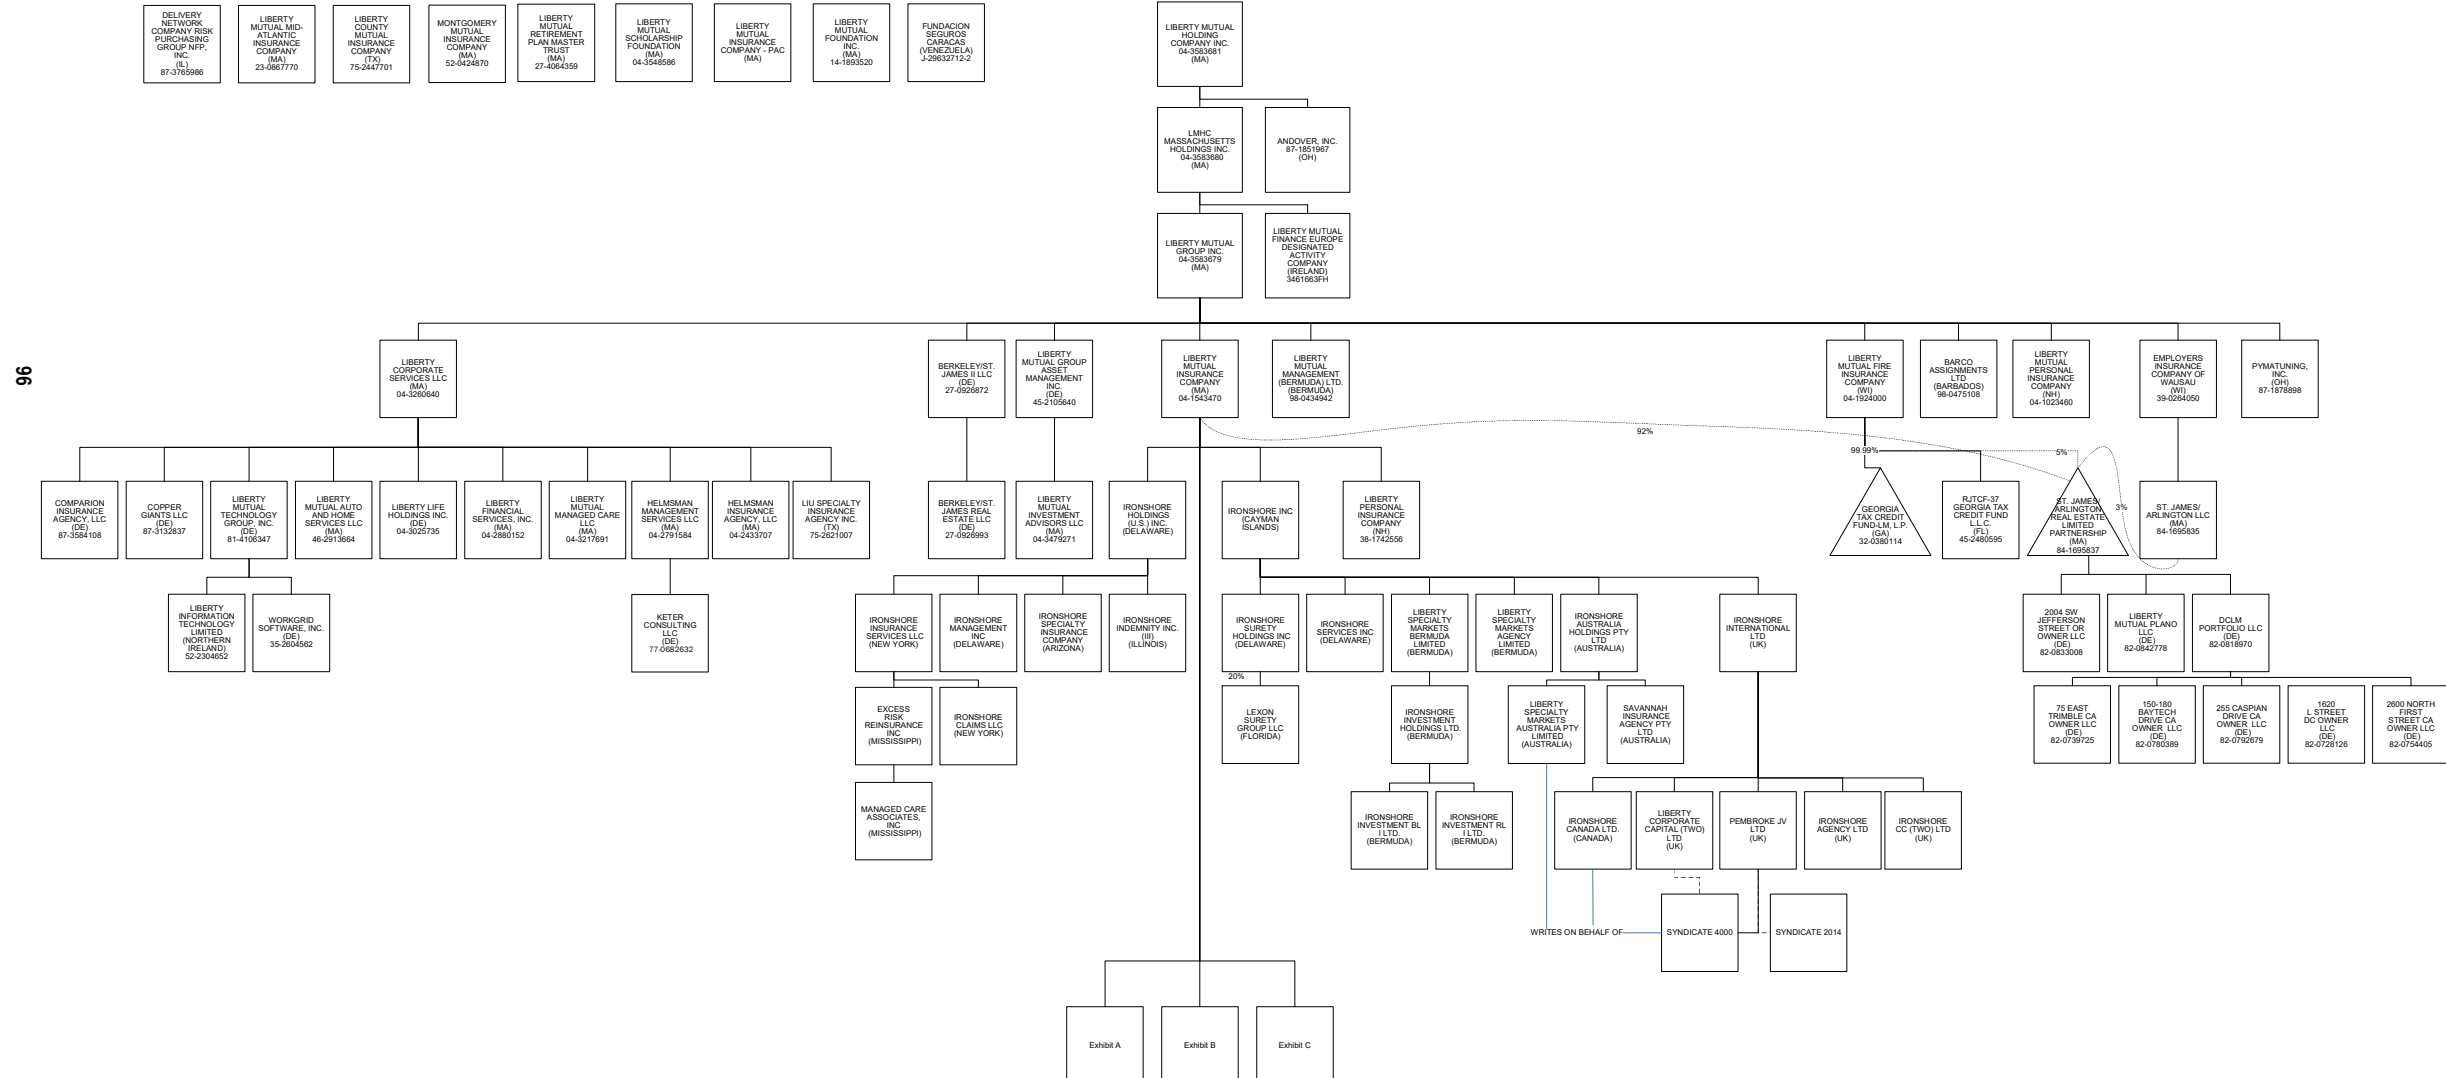 DELIVERY
NETWORK
COMPANY RISK
PURCHASING
GROUP NFP,
INC.
(IL)
87-3765986
LIBERTY
MUTUAL MID-
ATLANTIC
INSURANCE
COMPANY
(MA)
23-0867770
LIBERTY
COUNTY
MUTUAL
INSURANCE
COMPANY
(TX)
75-2447701
MONTGOMERY
MUTUAL
INSURANCE
COMPANY
(MA)
52-0424870
LIBERTY
MUTUAL
RETIREMENT
PLAN MASTER
TRUST
(MA)
27-4064359
LIBERTY
MUTUAL
SCHOLARSHIP
FOUNDATION
(MA)
04-3548586
LIBERTY
MUTUAL
INSURANCE
COMPANY - PAC
(MA)
LIBERTY
MUTUAL
FOUNDATION
INC.
(MA)
14-1893520
FUNDACION
SEGUROS
CARACAS
(VENEZUELA)
J-29632712-2
LIBERTY MUTUAL
HOLDING
COMPANY INC.
04-3583681
(MA)
LMHC
MASSACHUSETTS
HOLDINGS INC.
04-3583680
(MA)
ANDOVER, INC.
87-1851967
(OH)
LIBERTY MUTUAL
GROUP INC.
04-3583679
(MA)
LIBERTY MUTUAL
FINANCE EUROPE
DESIGNATED
ACTIVITY
COMPANY
(IRELAND)
3461663FH
96
LIBERTY
CORPORATE
SERVICES LLC
(MA)
04-3260640
BERKELEY/ST.
JAMES II LLC
(DE)
27-0926872
LIBERTY
MUTUAL GROUP
ASSET
MANAGEMENT
INC.
(DE)
45-2105640
LIBERTY
MUTUAL
INSURANCE
COMPANY
(MA)
04-1543470
LIBERTY
MUTUAL
MANAGEMENT
(BERMUDA) LTD.
(BERMUDA)
98-0434942
LIBERTY
MUTUAL FIRE
INSURANCE
COMPANY
(WI)
04-1924000
BARCO
ASSIGNMENTS
LTD
(BARBADOS)
98-0475108
LIBERTY
MUTUAL
PERSONAL
INSURANCE
COMPANY
(NH)
04-1023460
EMPLOYERS
INSURANCE
COMPANY OF
WAUSAU
(WI)
39-0264050
PYMATUNING,
INC.
(OH)
87-1878898
92%
99.99%
5%
3%
COMPARION
INSURANCE
AGENCY, LLC
(DE)
87-3584108
COPPER
GIANTS LLC
(DE)
87-3132837
LIBERTY
MUTUAL
TECHNOLOGY
GROUP, INC.
(DE)
81-4106347
LIBERTY
MUTUAL AUTO
AND HOME
SERVICES LLC
(MA)
46-2913664
LIBERTY LIFE
HOLDINGS INC.
(DE)
04-3025735
LIBERTY
FINANCIAL
SERVICES, INC.
(MA)
04-2880152
LIBERTY
MUTUAL
MANAGED CARE
LLC
(MA)
04-3217691
HELMSMAN
MANAGEMENT
SERVICES LLC
(MA)
04-2791584
HELMSMAN
INSURANCE
AGENCY, LLC
(MA)
04-2433707
LIU SPECIALTY
INSURANCE
AGENCY INC.
(TX)
75-2621007
BERKELEY/ST.
JAMES REAL
ESTATE LLC
(DE)
27-0926993
LIBERTY
MUTUAL
INVESTMENT
ADVISORS LLC
(MA)
04-3479271
IRONSHORE
HOLDINGS
(U.S.) INC.
(DELAWARE)
IRONSHORE INC
(CAYMAN
ISLANDS)
LIBERTY
PERSONAL
INSURANCE
COMPANY
(NH)
38-1742556
GEORGIA
TAX CREDIT
FUND-LM, L.P.
(GA)
32-0380114
RJTCF-37
GEORGIA TAX
CREDIT FUND
L.L.C.
(FL)
45-2480595
ST. JAMES/
ARLINGTON
REAL ESTATE
LIMITED
PARTNERSHIP
(MA)
84-1695837
ST. JAMES/
ARLINGTON LLC
(MA)
84-1695835
LIBERTY
INFORMATION
TECHNOLOGY
LIMITED
(NORTHERN
IRELAND)
52-2304652
WORKGRID
SOFTWARE, INC.
(DE)
35-2604562
KETER
CONSULTING
LLC
(DE)
77-0682632
IRONSHORE
INSURANCE
SERVICES LLC
(NEW YORK)
IRONSHORE
MANAGEMENT
INC
(DELAWARE)
IRONSHORE
SPECIALTY
INSURANCE
COMPANY
(ARIZONA)
IRONSHORE
INDEMNITY INC.
(III)
(ILLINOIS)
IRONSHORE
SURETY
HOLDINGS INC
(DELAWARE)
IRONSHORE
SERVICES INC
(DELAWARE)
LIBERTY
SPECIALTY
MARKETS
BERMUDA
LIMITED
(BERMUDA)
LIBERTY
SPECIALTY
MARKETS
AGENCY
LIMITED
(BERMUDA)
IRONSHORE
AUSTRALIA
HOLDINGS PTY
LTD
(AUSTRALIA)
IRONSHORE
INTERNATIONAL
LTD
(UK)
2004 SW
JEFFERSON
STREET OR
OWNER LLC
(DE)
82-0833008
LIBERTY
MUTUAL PLANO
LLC
(DE)
82-0842778
DCLM
PORTFOLIO LLC
(DE)
82-0818970
20%
EXCESS
RISK
REINSURANCE
INC
(MISSISSIPPI)
IRONSHORE
CLAIMS LLC
(NEW YORK)
LEXON
SURETY
GROUP LLC
(FLORIDA)
IRONSHORE
INVESTMENT
HOLDINGS LTD.
(BERMUDA)
LIBERTY
SPECIALTY
MARKETS
AUSTRALIA PTY
LIMITED
(AUSTRALIA)
SAVANNAH
INSURANCE
AGENCY PTY
LTD
(AUSTRALIA)
75 EAST
TRIMBLE CA
OWNER LLC
(DE)
82-0739725
150-180
BAYTECH
DRIVE CA
OWNER LLC
(DE)
82-0780389
255 CASPIAN
DRIVE CA
OWNER LLC
(DE)
82-0792679
1620
L STREET
DC OWNER
LLC
(DE)
82-0728126
2600 NORTH
FIRST
STREET CA
OWNER LLC
(DE)
82-0754405
MANAGED CARE
ASSOCIATES,
INC
(MISSISSIPPI)
IRONSHORE
INVESTMENT BL
I LTD.
(BERMUDA)
IRONSHORE
INVESTMENT RL
I LTD.
(BERMUDA)
IRONSHORE
CANADA LTD.
(CANADA)
LIBERTY
CORPORATE
CAPITAL (TWO)
LTD
(UK)
PEMBROKE JV
LTD
(UK)
IRONSHORE
AGENCY LTD
(UK)
IRONSHORE
CC (TWO) LTD
(UK)
WRITES ON BEHALF OF
SYNDICATE 4000
SYNDICATE 2014
Exhibit A
Exhibit B
Exhibit C